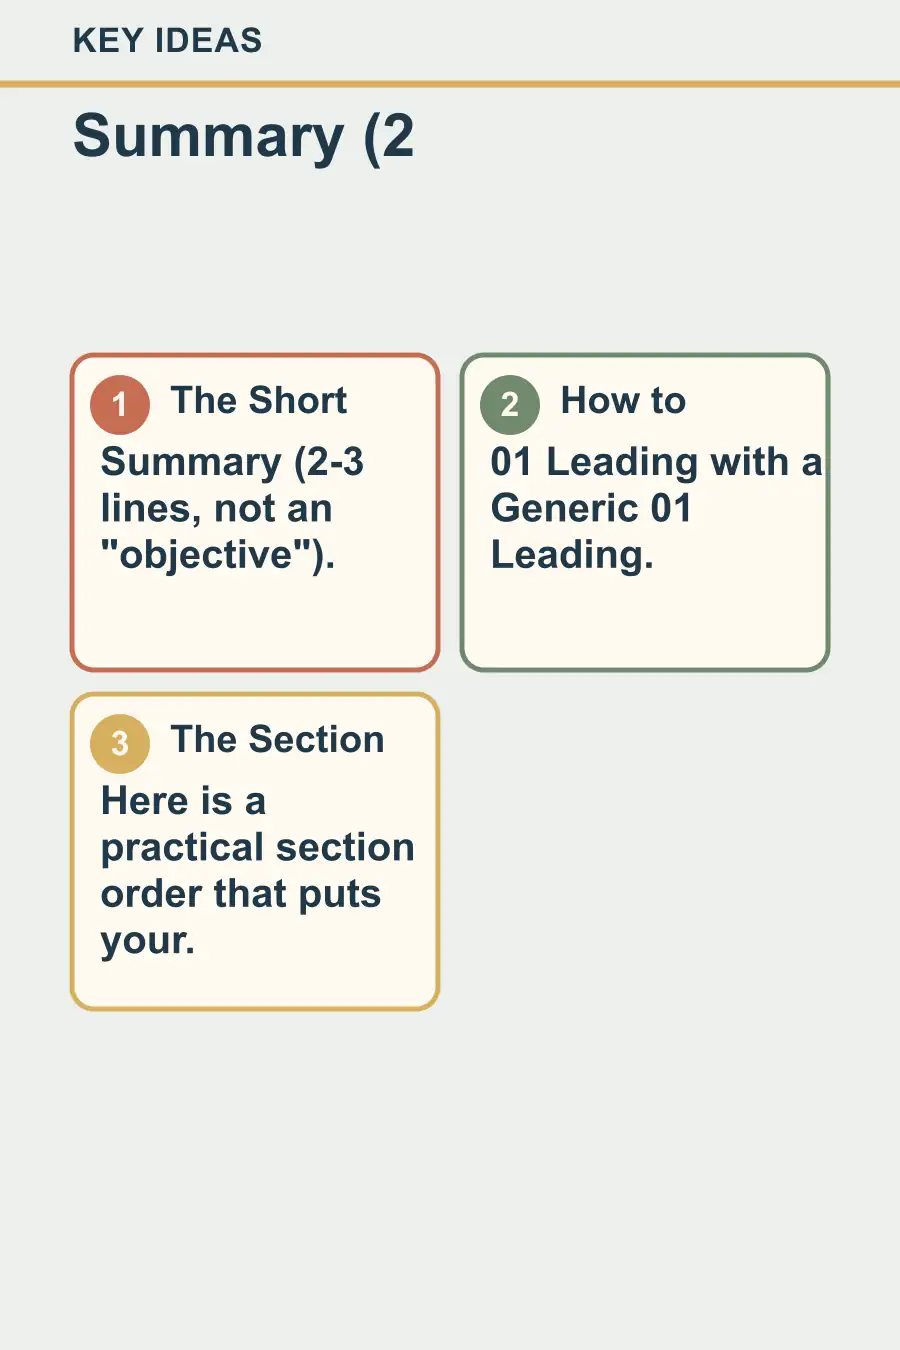 KEY IDEAS
Summary (2
1 The Short
Summary (2-3
lines, not an
"objective").
2 How to
01 Leading with a
Generic 01
Leading.
3 The Section
Here is a
practical section
order that puts
your.